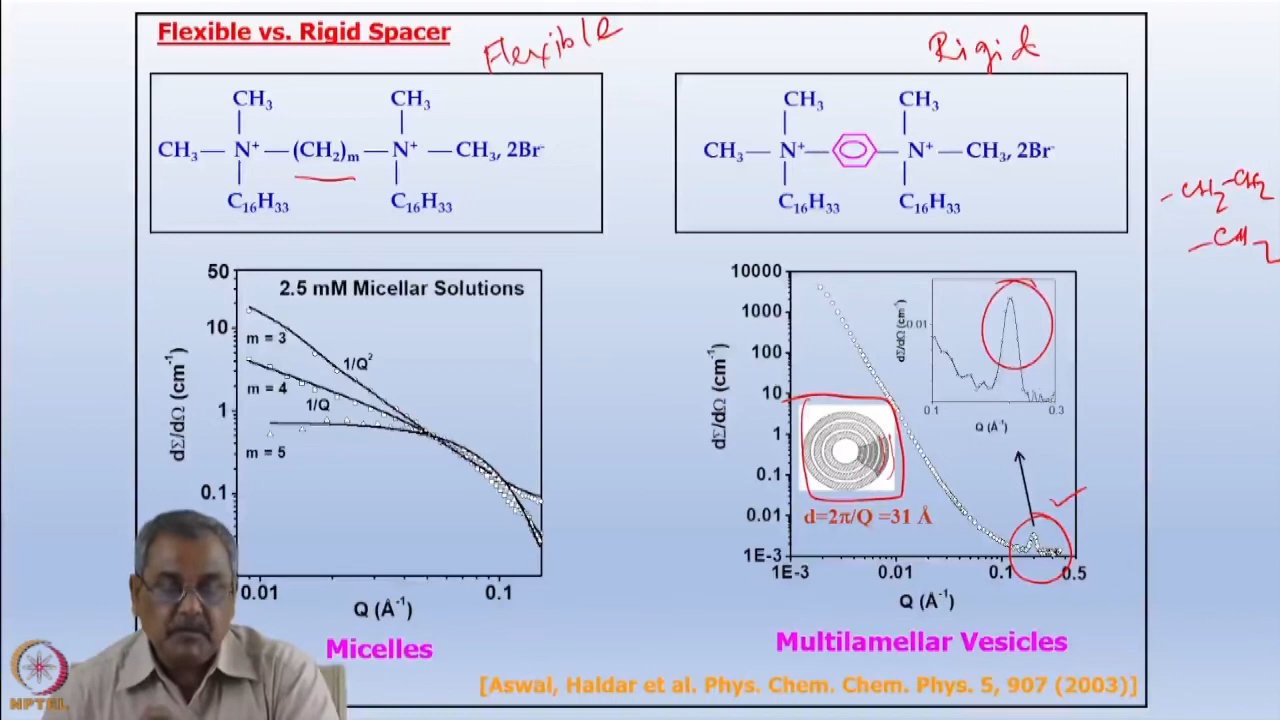 Flexible vs. Rigid Spacer
Flexible
Rigid
CH₃ CH₃
CH₃— N⁺ — (CH₂)ₘ — N⁺ — CH₃, 2Br⁻
C₁₆H₃₃ C₁₆H₃₃
CH₃ CH₃
CH₃— N⁺— —N⁺— CH₃, 2Br⁻
C₁₆H₃₃ C₁₆H₃₃
-CH₂-CH₂
-CH₂
50
10
1
0.1
dΣ/dΩ (cm⁻¹)
2.5 mM Micellar Solutions
m = 3
1/Q²
m = 4
1/Q
m = 5
0.01 0.1
Q (Å⁻¹)
Micelles
10000
1000
100
10
1
0.1
0.01
1E-3
dΣ/dΩ (cm⁻¹)
dΣ/dΩ (cm⁻¹)
0.01
0.1 0.3
Q (Å⁻¹)
d=2π/Q =31 Å
1E-3 0.01 0.1 0.5
Q (Å⁻¹)
Multilamellar Vesicles
[Aswal, Haldar et al. Phys. Chem. Chem. Phys. 5, 907 (2003)]
NPTEL